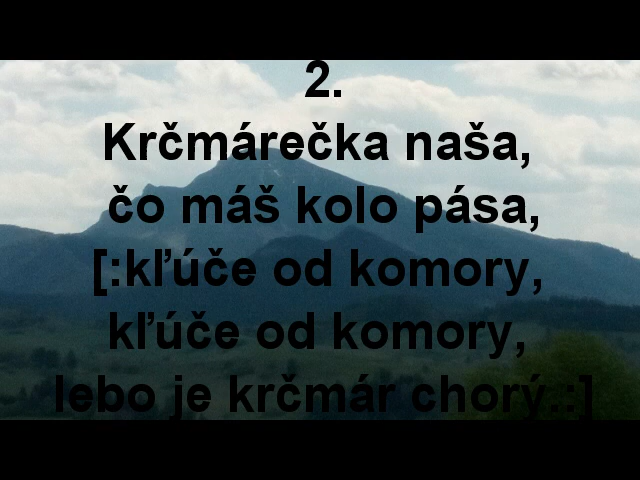 2.
Krčmárečka naša,
čo máš kolo pása,
[:kľúče od komory,
kľúče od komory,
lebo je krčmár chorý.:]